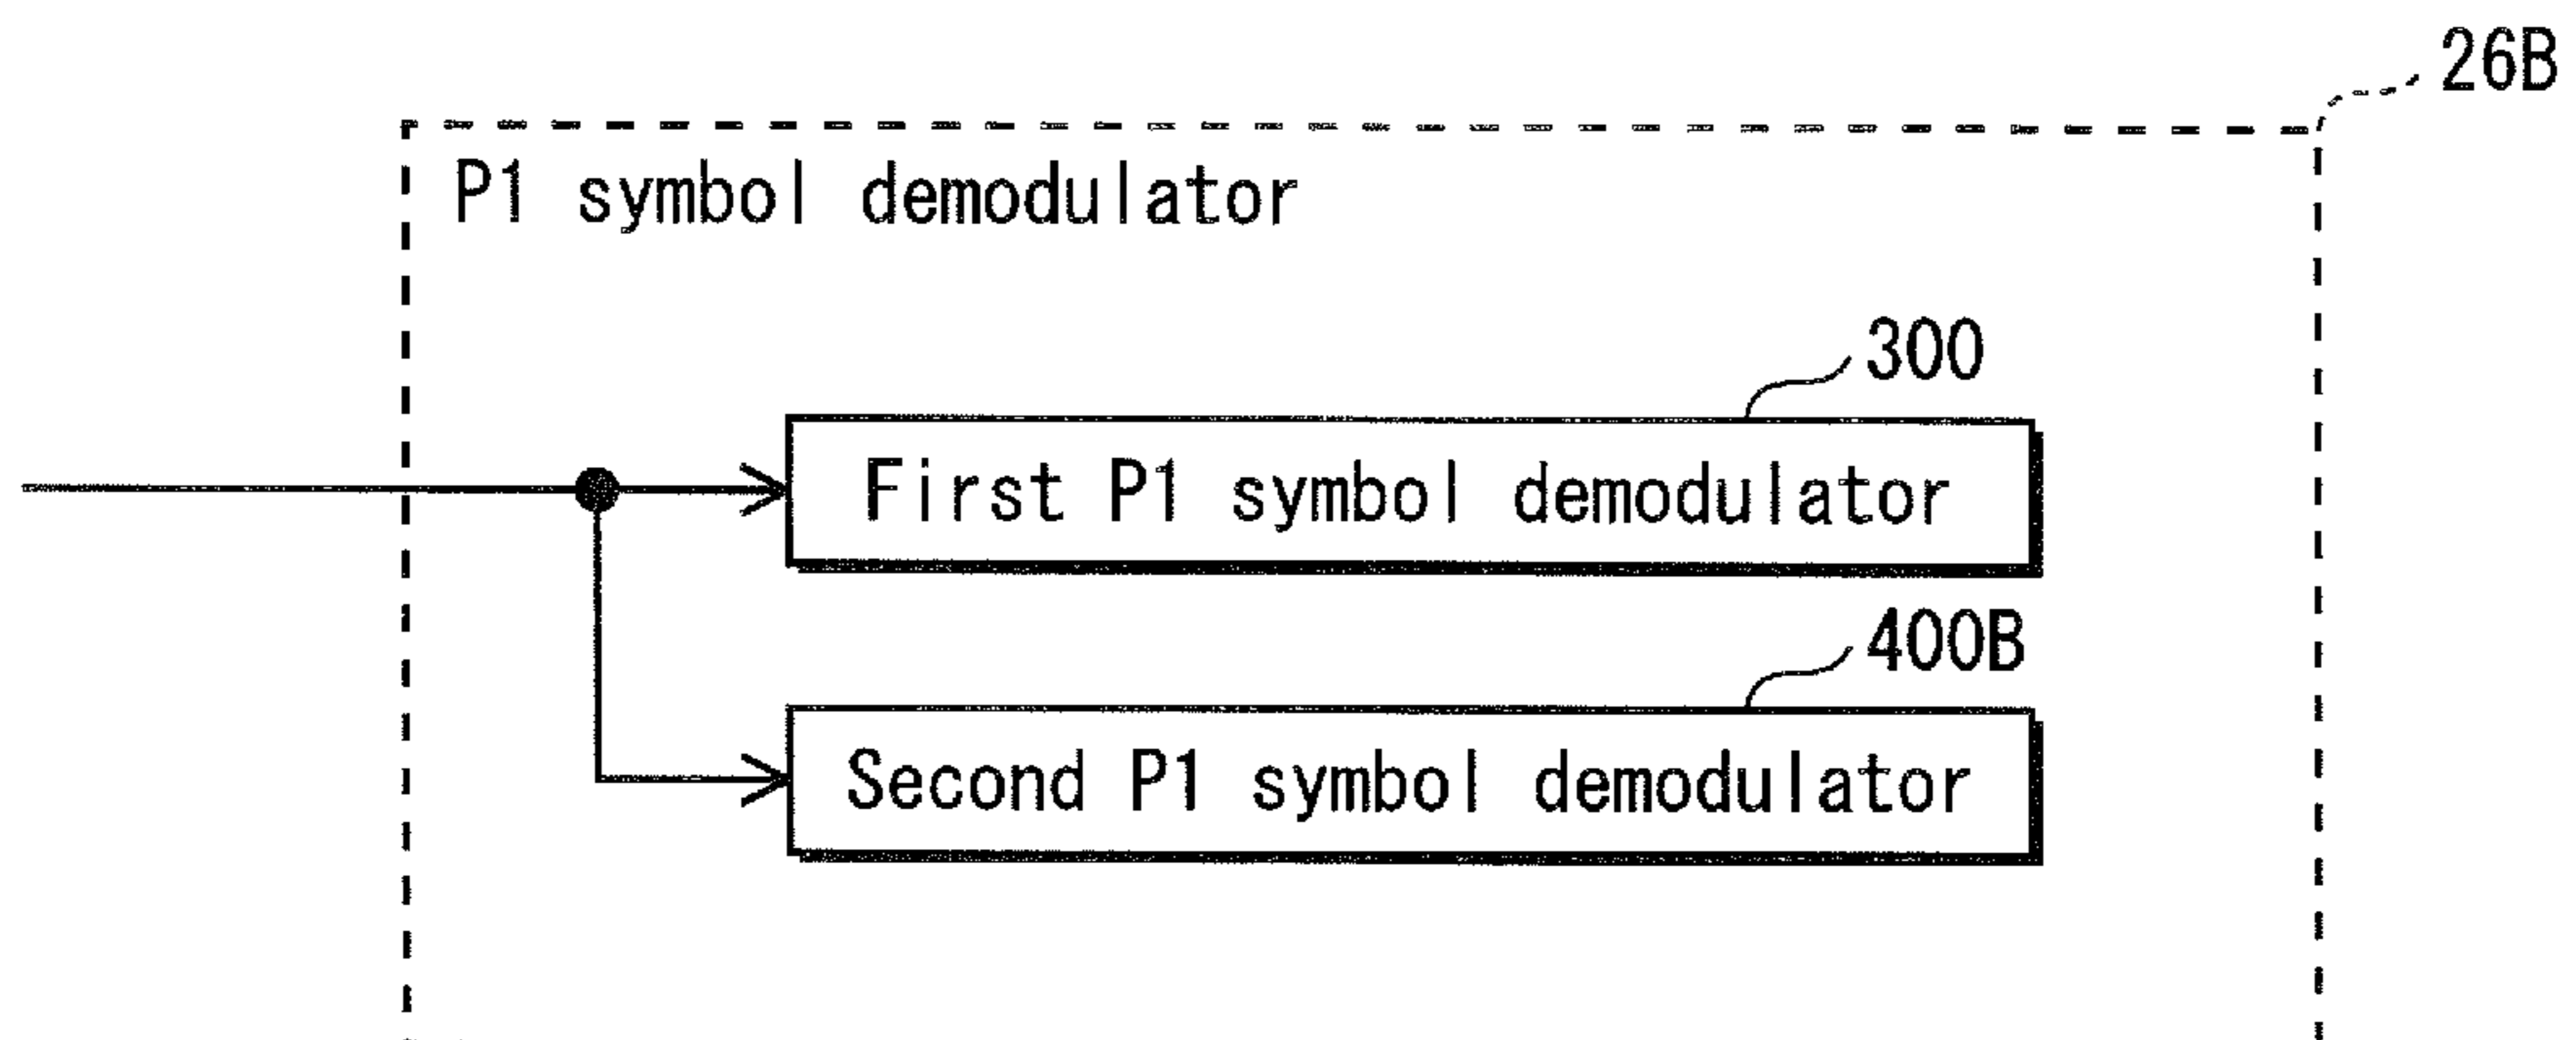 26B
P1 symbol demodulator
300
First P1 symbol demodulator
400B
Second P1 symbol demodulator